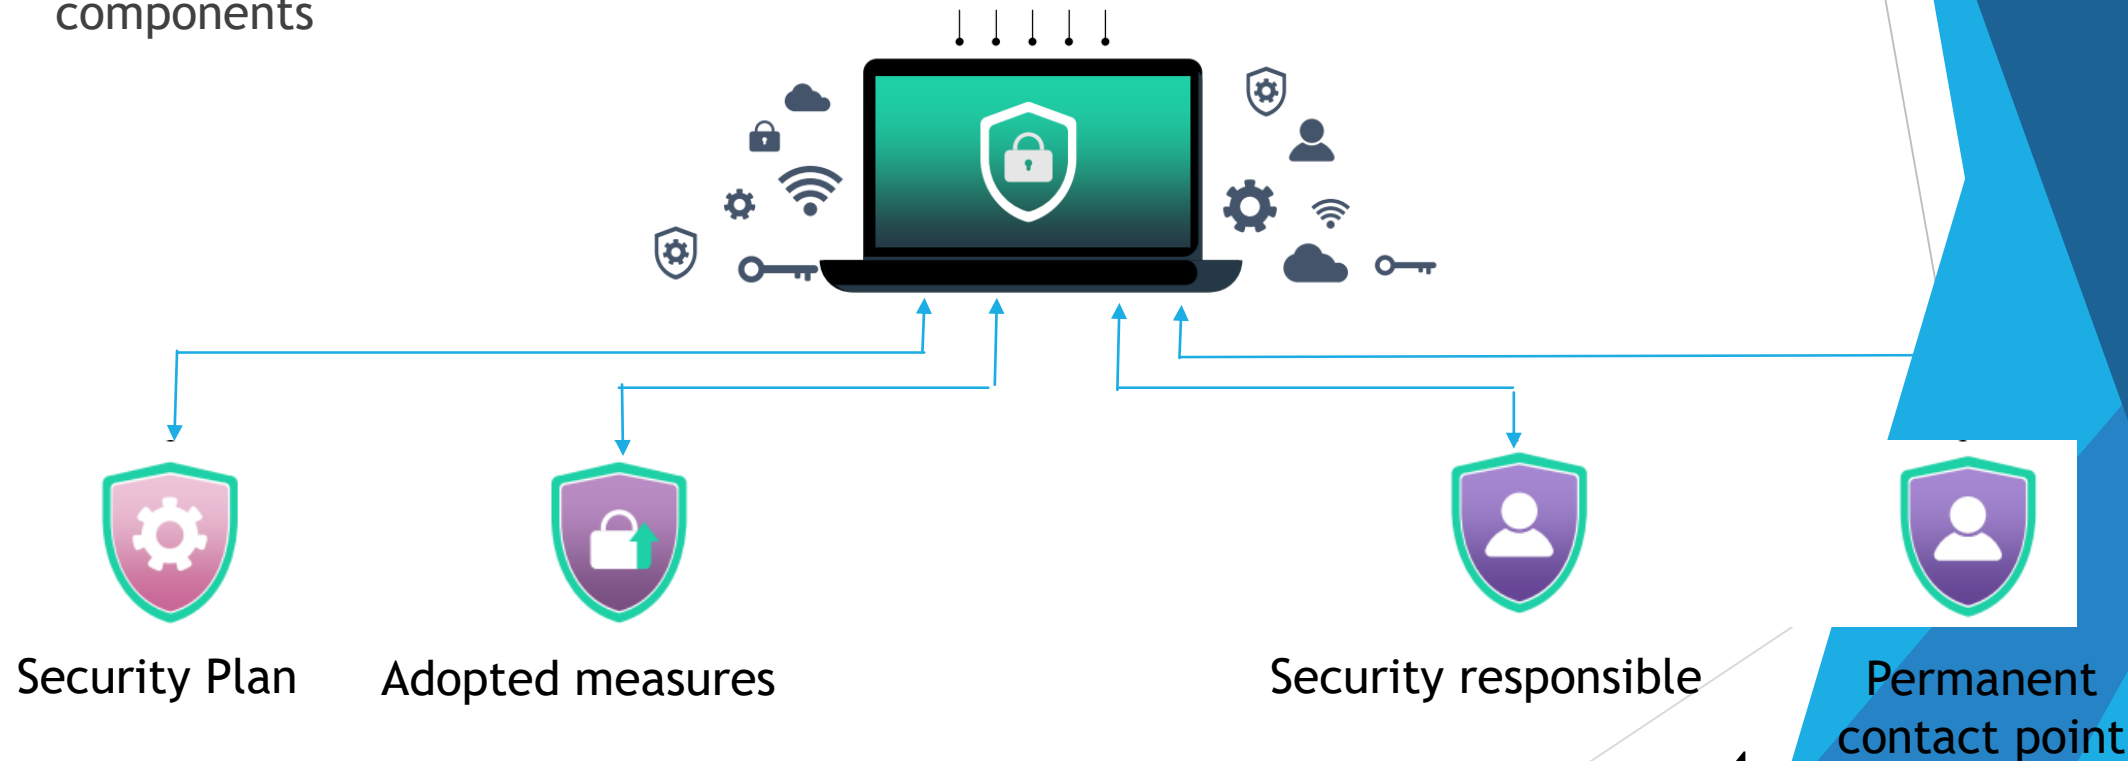 components
Security Plan
Adopted measures
Security responsible
Permanent
contact point